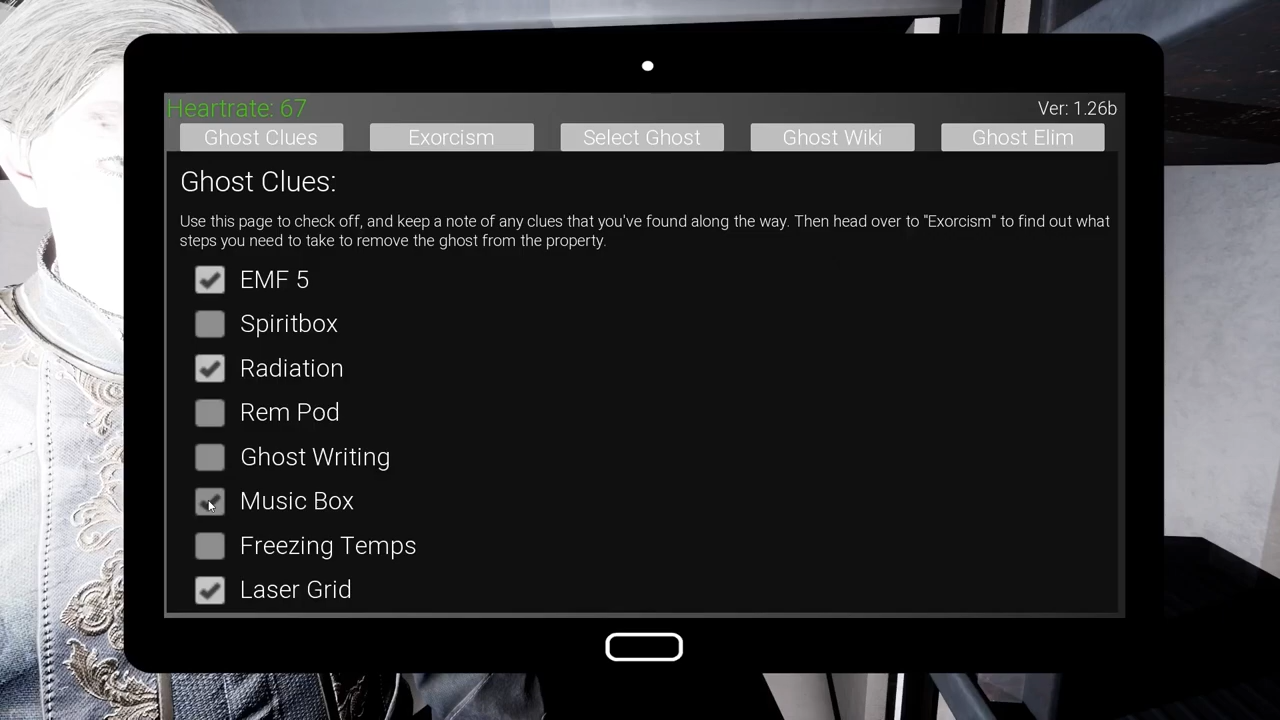 Heartrate: 67
Ver: 1.26b
Ghost Clues
Exorcism
Select Ghost
Ghost Wiki
Ghost Elim
Ghost Clues:
Use this page to check off, and keep a note of any clues that you've found along the way. Then head over to "Exorcism" to find out what
steps you need to take to remove the ghost from the property.
EMF 5
Spiritbox
Radiation
Rem Pod
Ghost Writing
Music Box
Freezing Temps
Laser Grid